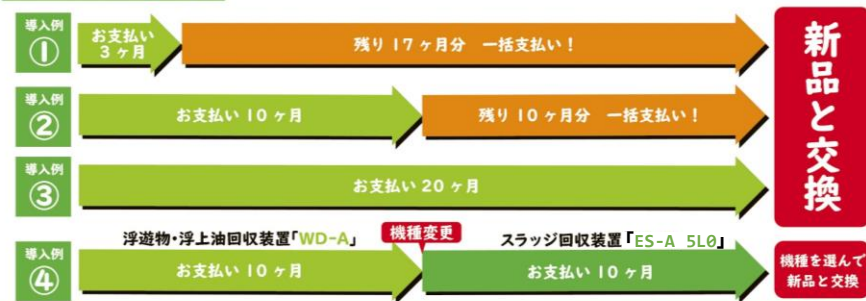 導入例
①
お支払い
3ヶ月
残り17ヶ月分 一括支払い!
導入例
②
お支払い10ヶ月
残り10ヶ月分 一括支払い!
導入例
③
お支払い20ヶ月
新品と交換
浮遊物・浮上油回収装置「WD-A」
機種変更
スラッジ回収装置「ES-A 5L0」
導入例
④
お支払い10ヶ月
お支払い10ヶ月
機種を選んで
新品と交換